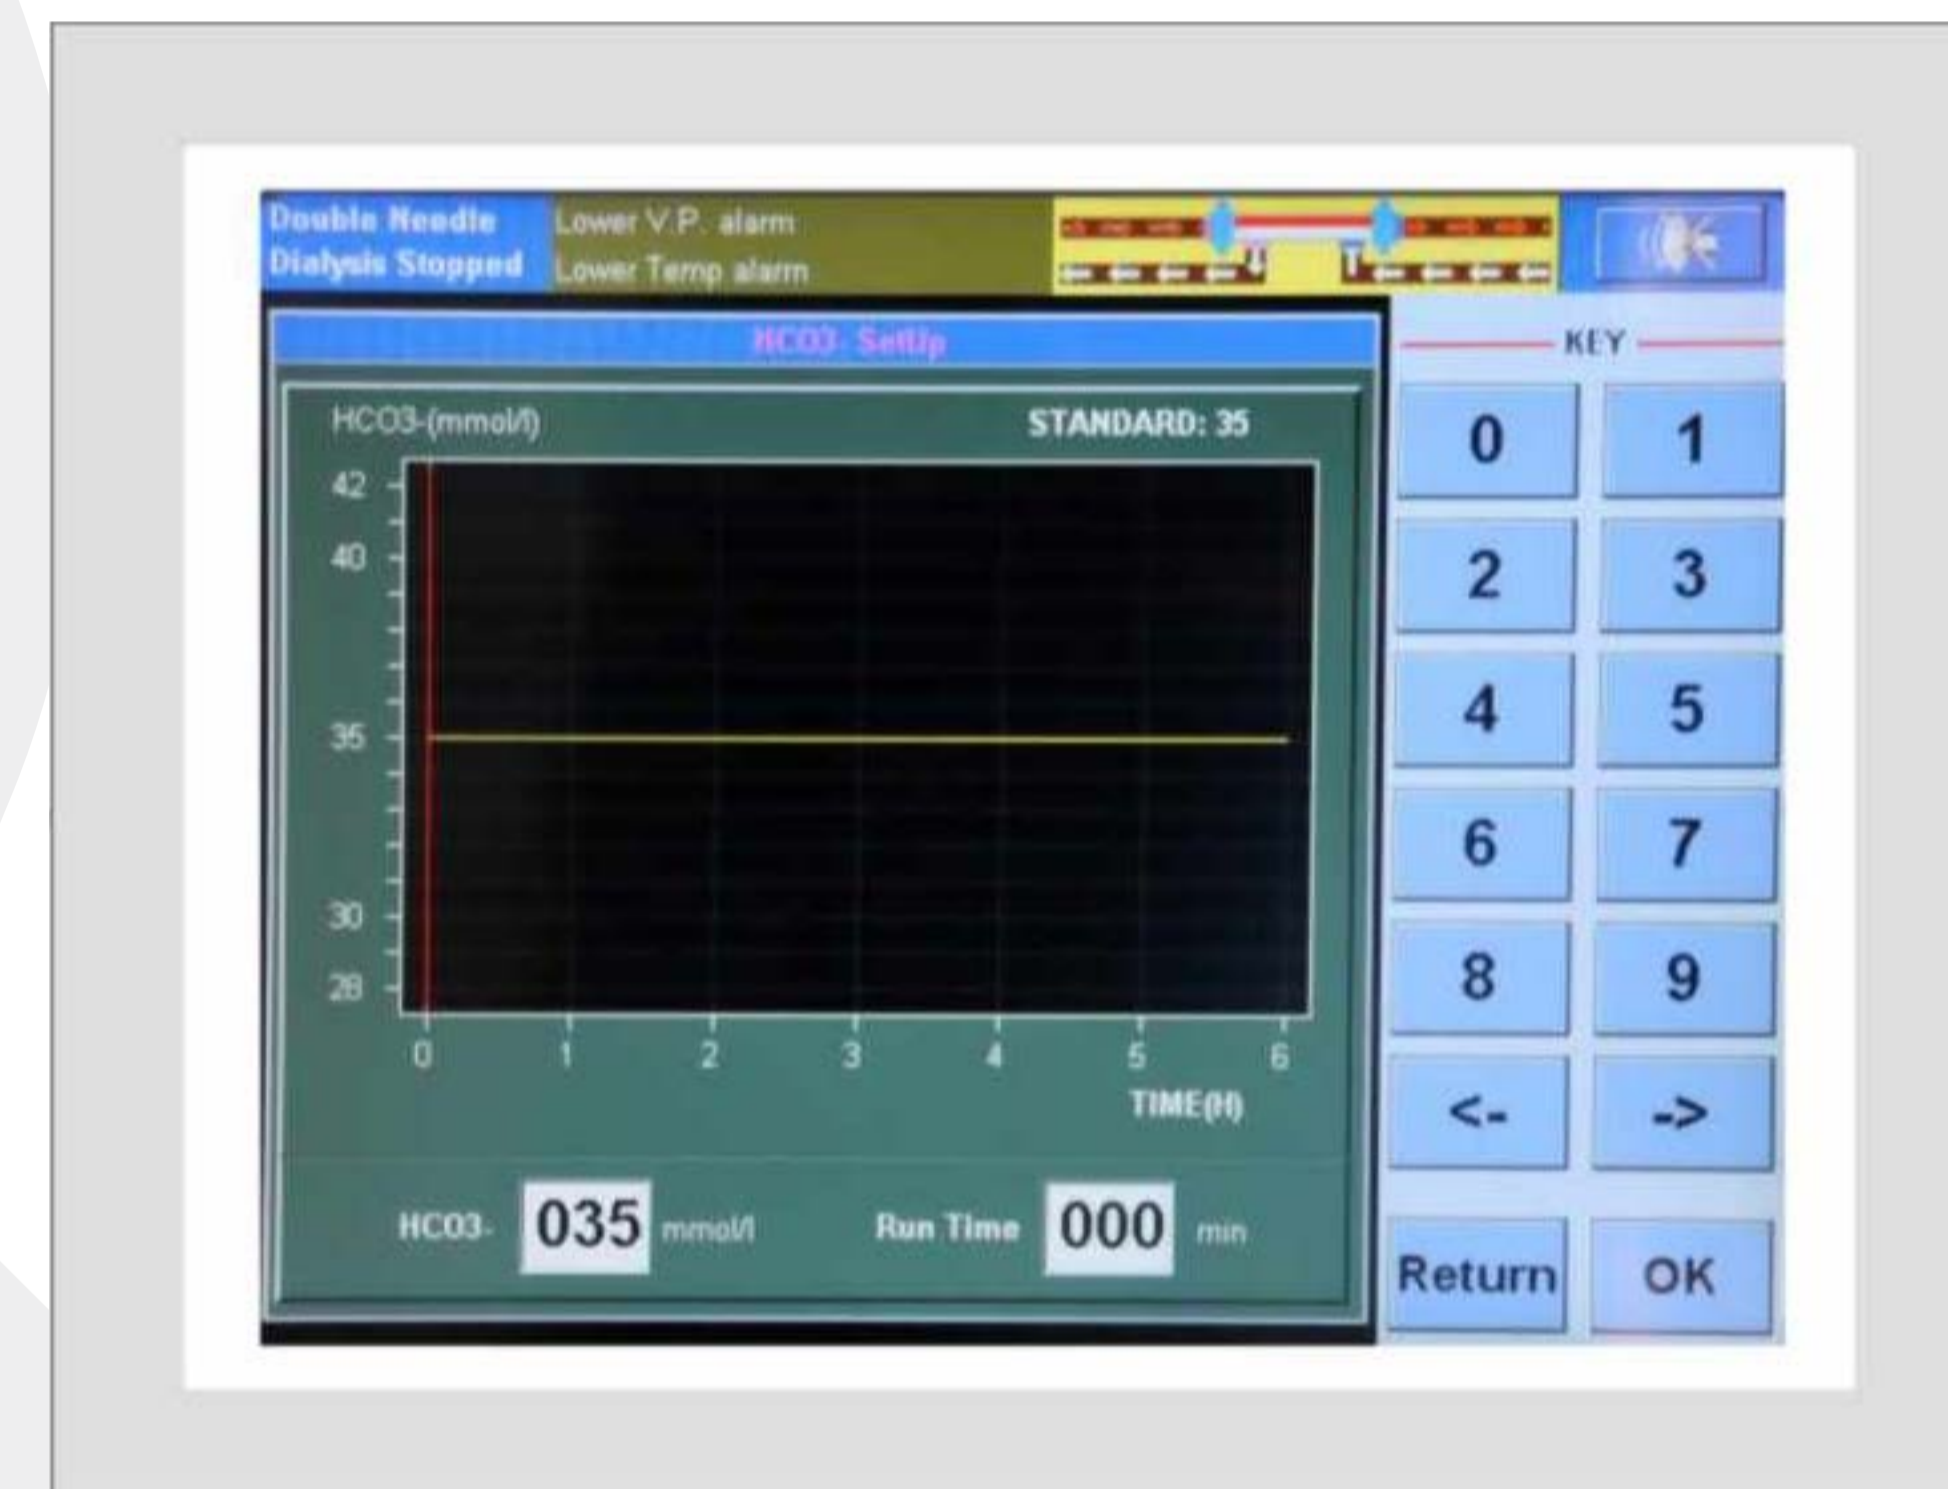 Double Needle
Dialysis Stopped
Lower V.P. alarm
Lower Temp alarm
HCO3- SetUp
KEY
HCO3-(mmol/l)
STANDARD: 35
42
40
35
30
28
0 1 2 3 4 5 6
TIME(H)
HCO3- 035 mmol/l Run Time 000 min
0 1
2 3
4 5
6 7
8 9
<- ->
Return OK